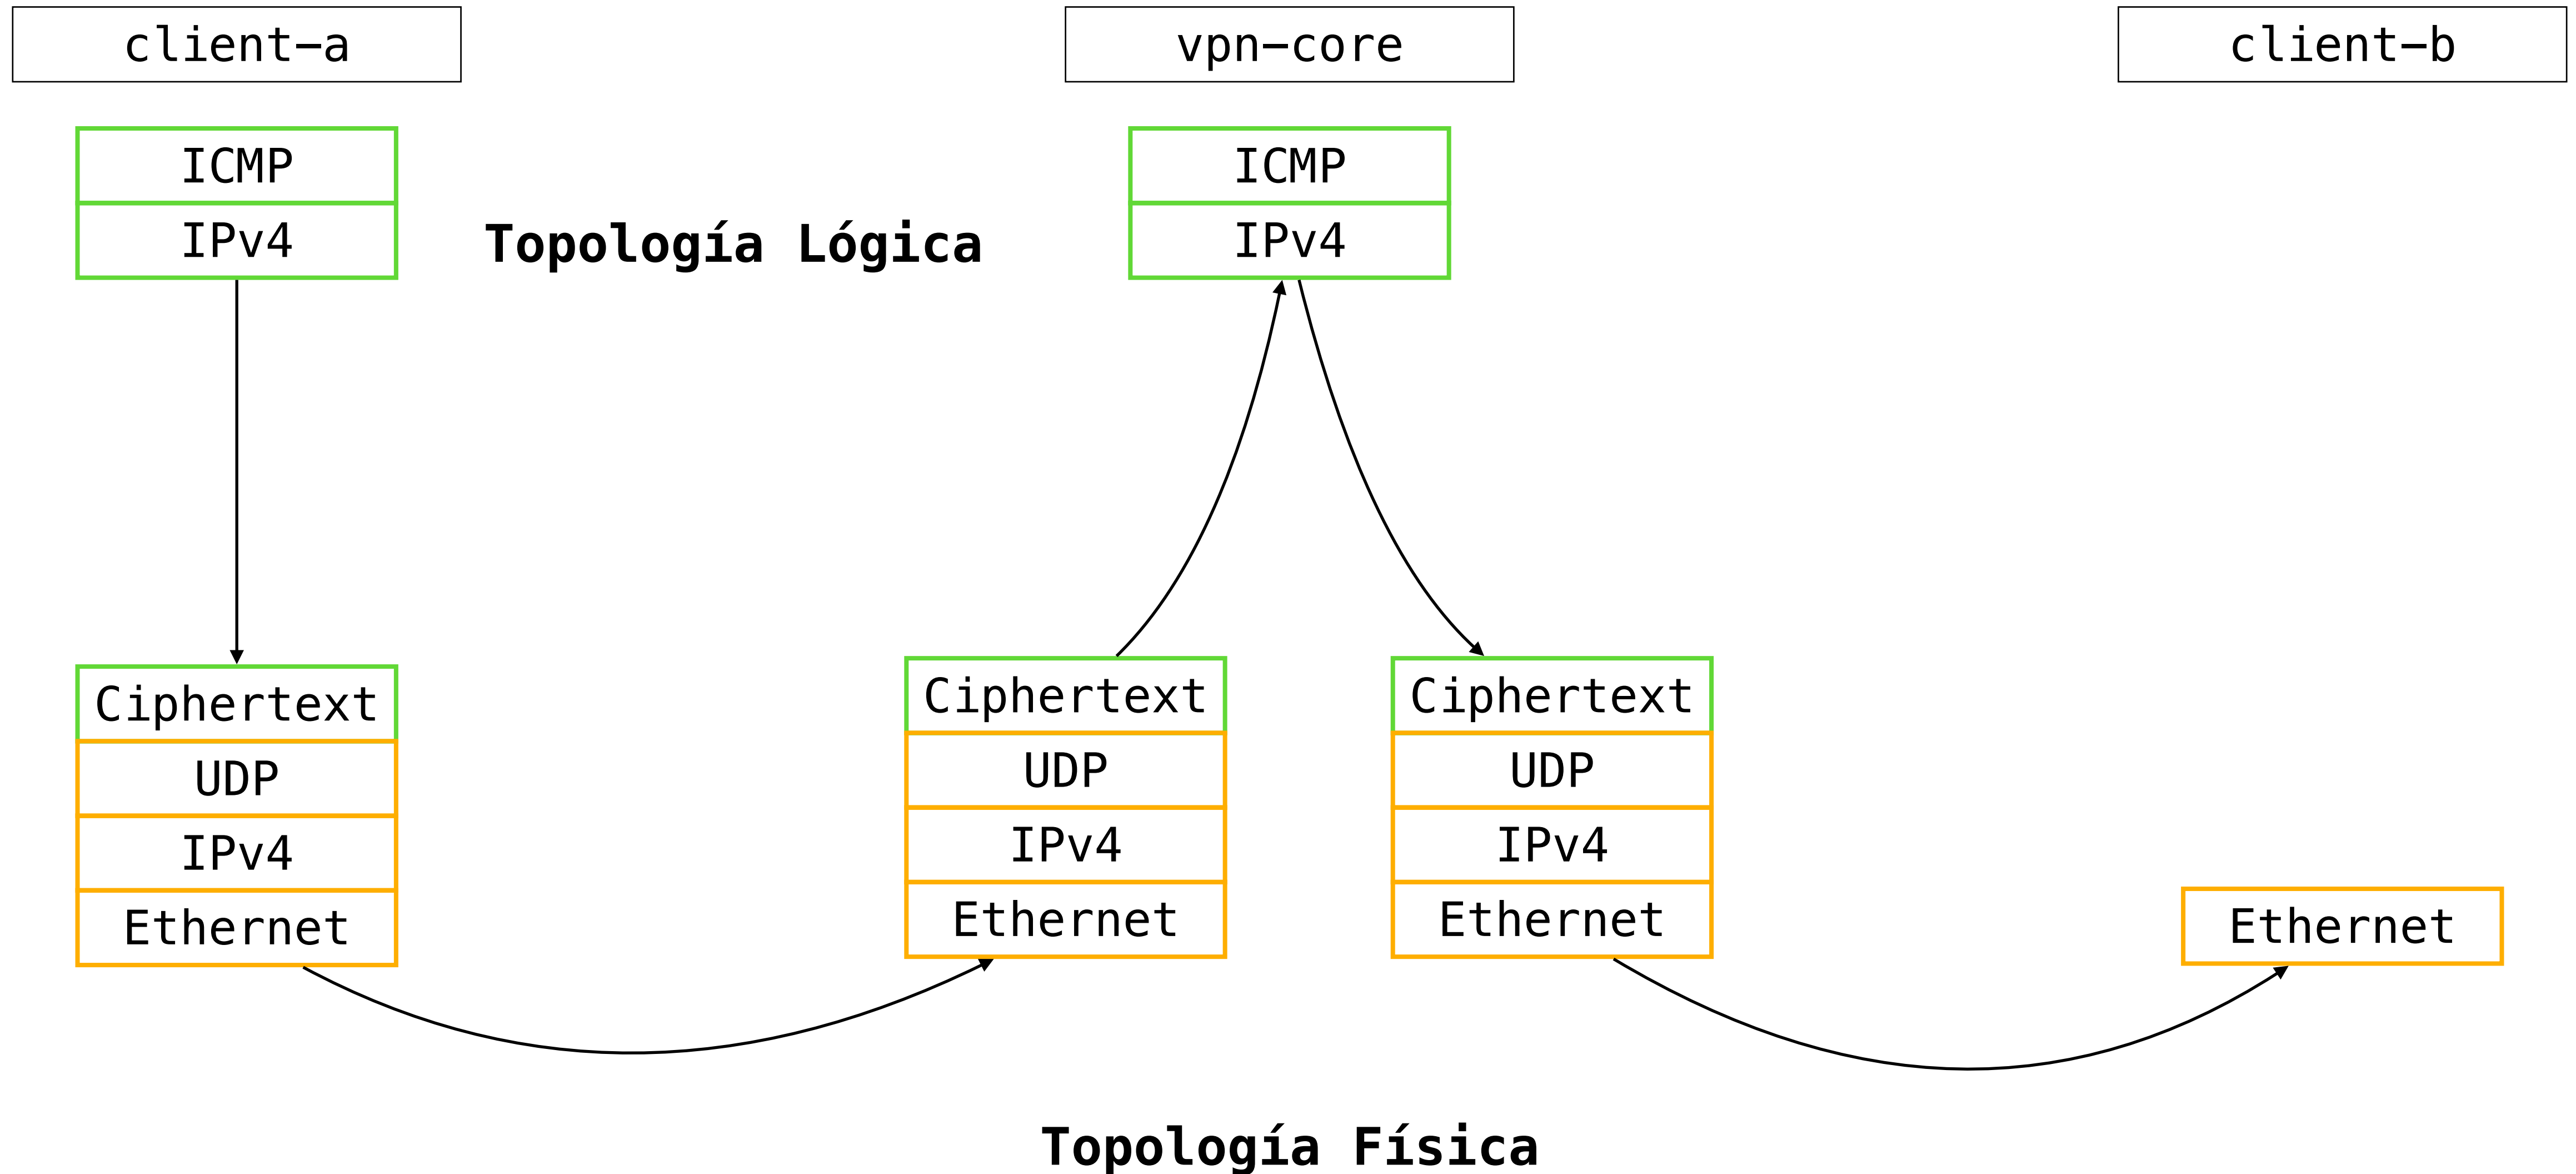 client-a
vpn-core
client-b
ICMP
IPv4
Topología Lógica
ICMP
IPv4
Ciphertext
UDP
IPv4
Ethernet
Ciphertext
UDP
IPv4
Ethernet
Ciphertext
UDP
IPv4
Ethernet
Ethernet
Topología Física